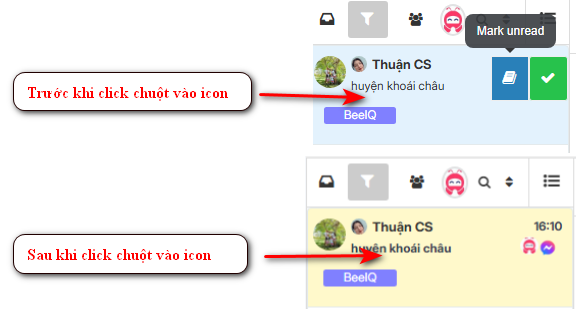 Mark unread
Thuận CS
huyện khoái châu
Trước khi click chuột vào icon
BeeIQ
Thuận CS
16:10
huyện khoái châu
Sau khi click chuột vào icon
BeeIQ